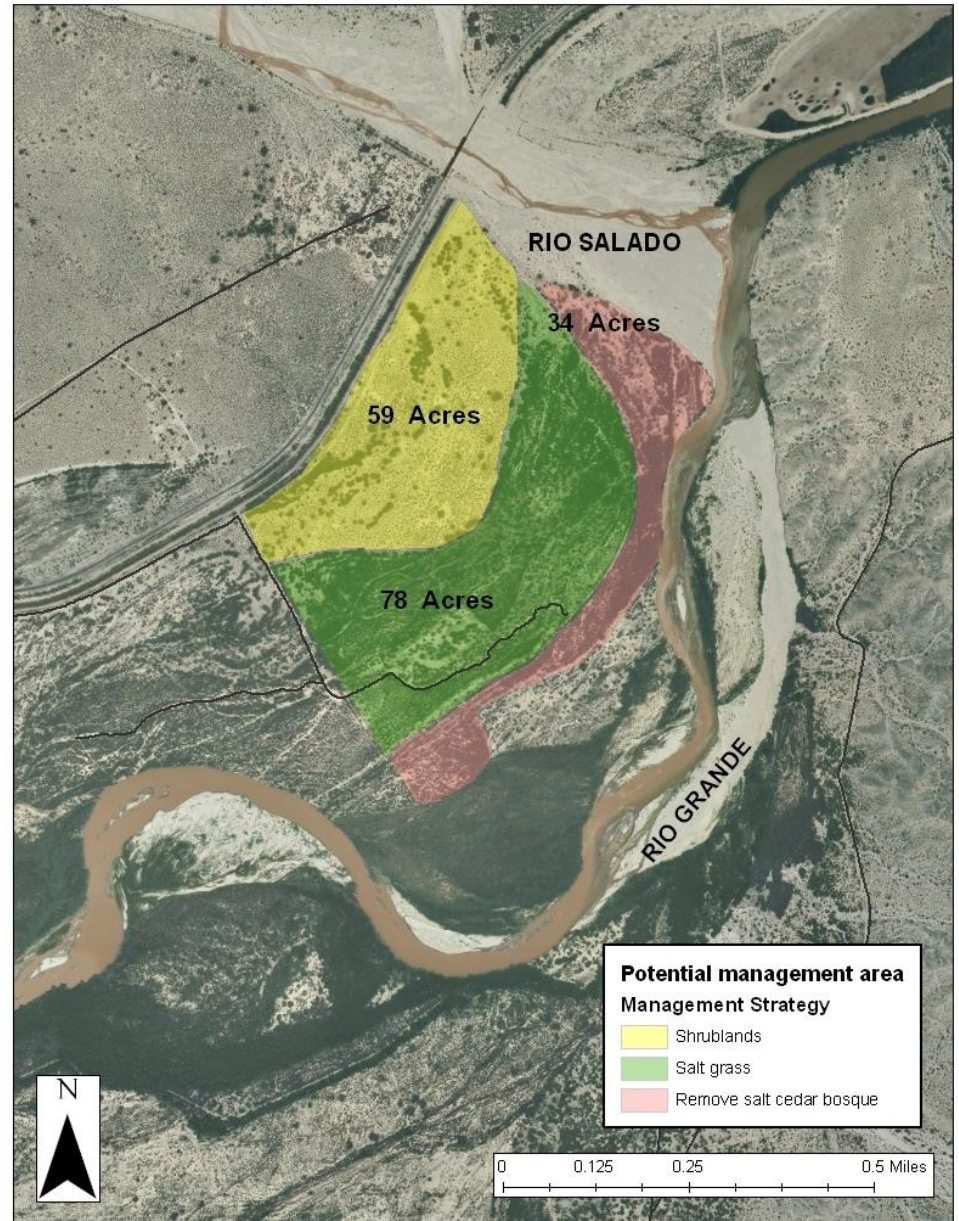 RIO SALADO
34 Acres
59 Acres
78 Acres
RIO GRANDE
Potential management area
Management Strategy
Shrublands
Salt grass
Remove salt cedar bosque
N
0 0.125 0.25 0.5 Miles